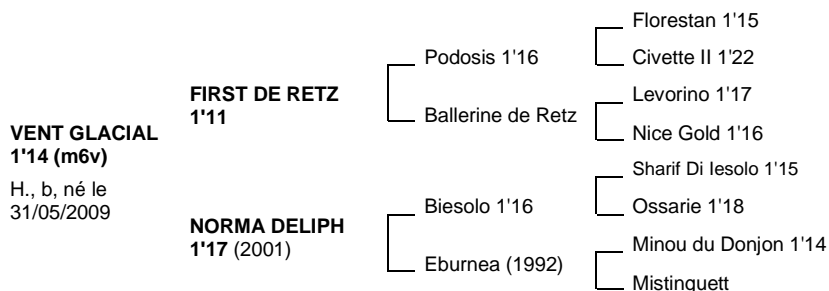 VENT GLACIAL
1'14 (m6v)
H., b, né le
31/05/2009
FIRST DE RETZ
1'11
NORMA DELIPH
1'17 (2001)
Podosis 1'16
Ballerine de Retz
Biesolo 1'16
Eburnea (1992)
Florestan 1'15
Civette II 1'22
Levorino 1'17
Nice Gold 1'16
Sharif Di Iesolo 1'15
Ossarie 1'18
Minou du Donjon 1'14
Mistinguett